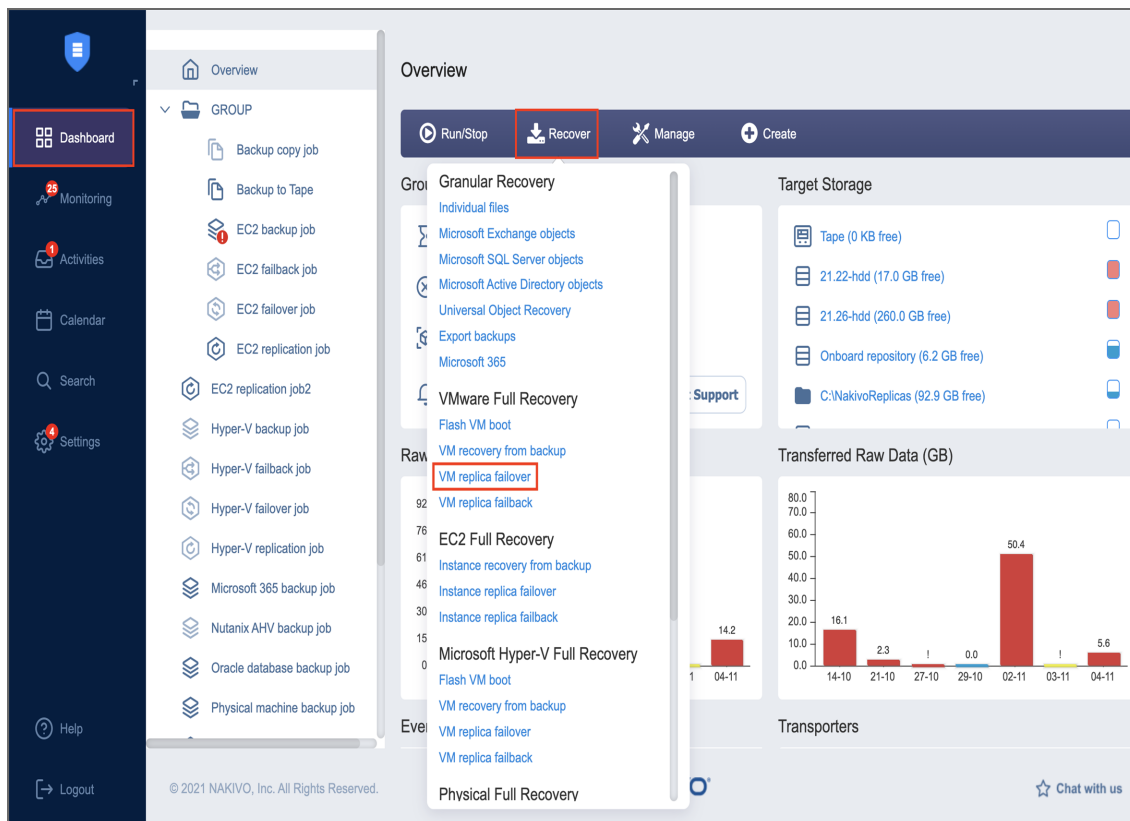 Dashboard
25
Monitoring
1
Activities
Calendar
Search
4
Settings
Help
Logout
Overview
GROUP
Backup copy job
Backup to Tape
EC2 backup job
EC2 failback job
EC2 failover job
EC2 replication job
EC2 replication job2
Hyper-V backup job
Hyper-V failback job
Hyper-V failover job
Hyper-V replication job
Microsoft 365 backup job
Nutanix AHV backup job
Oracle database backup job
Physical machine backup job
Overview
Run/Stop
Recover
Manage
Create
Granular Recovery
Individual files
Microsoft Exchange objects
Microsoft SQL Server objects
Microsoft Active Directory objects
Universal Object Recovery
Export backups
Microsoft 365
VMware Full Recovery
Flash VM boot
VM recovery from backup
VM replica failover
VM replica failback
EC2 Full Recovery
Instance recovery from backup
Instance replica failover
Instance replica failback
Microsoft Hyper-V Full Recovery
Flash VM boot
VM recovery from backup
VM replica failover
VM replica failback
Physical Full Recovery
Support
Raw
92
76
61
46
30
15
0
14.2
04-11
Target Storage
Tape (0 KB free)
21.22-hdd (17.0 GB free)
21.26-hdd (260.0 GB free)
Onboard repository (6.2 GB free)
C:\NakivoReplicas (92.9 GB free)
Transferred Raw Data (GB)
80.0
70.0
60.0
50.0
40.0
30.0
20.0
10.0
0.0
16.1
2.3
!
0.0
50.4
!
5.6
14-10
21-10
27-10
29-10
02-11
03-11
04-11
Transporters
© 2021 NAKIVO, Inc. All Rights Reserved.
Chat with us